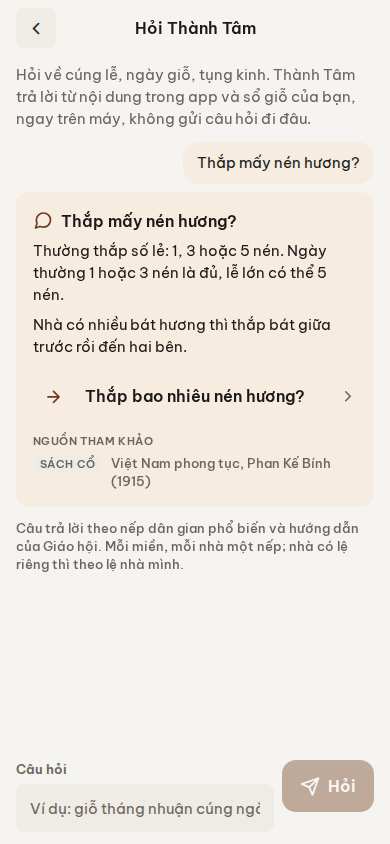 Hỏi Thành Tâm
Hỏi về cúng lễ, ngày giỗ, tụng kinh. Thành Tâm
trả lời từ nội dung trong app và sổ giỗ của bạn,
ngay trên máy, không gửi câu hỏi đi đâu.
Thắp mấy nén hương?
Thắp mấy nén hương?
Thường thắp số lẻ: 1, 3 hoặc 5 nén. Ngày
thường 1 hoặc 3 nén là đủ, lễ lớn có thể 5
nén.
Nhà có nhiều bát hương thì thắp bát giữa
trước rồi đến hai bên.
Thắp bao nhiêu nén hương?
NGUỒN THAM KHẢO
SÁCH CỔ
Việt Nam phong tục, Phan Kế Bính
(1915)
Câu trả lời theo nếp dân gian phổ biến và hướng dẫn
của Giáo hội. Mỗi miền, mỗi nhà một nếp; nhà có lệ
riêng thì theo lệ nhà mình.
Câu hỏi
Ví dụ: giỗ tháng nhuận cúng ngà
Hỏi